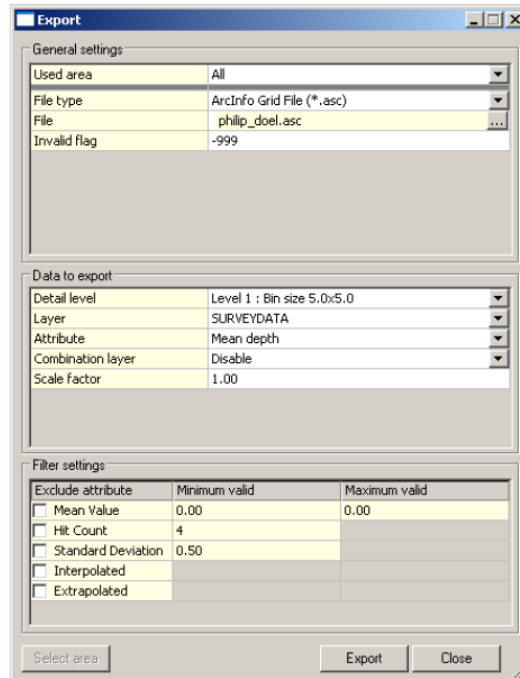 Export
General settings
Used area All
File type ArcInfo Grid File (*.asc)
File philip_doel.asc ...
Invalid flag -999
Data to export
Detail level Level 1 : Bin size 5.0x5.0
Layer SURVEYDATA
Attribute Mean depth
Combination layer Disable
Scale factor 1.00
Filter settings
Exclude attribute Minimum valid Maximum valid
Mean Value 0.00 0.00
Hit Count 4
Standard Deviation 0.50
Interpolated
Extrapolated
Select area Export Close